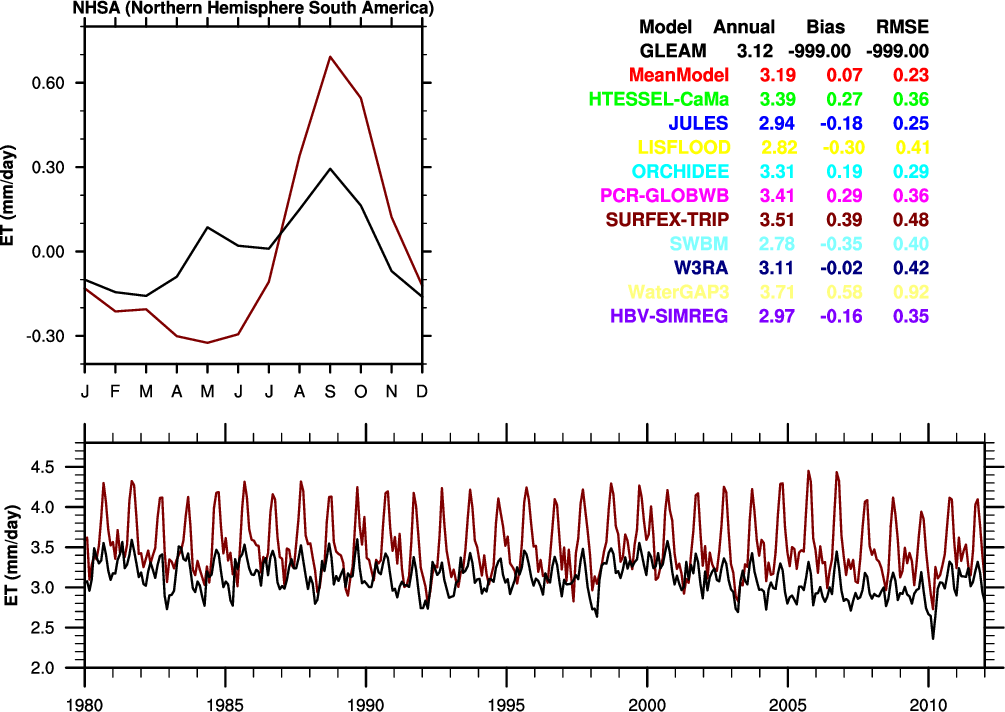 NHSA (Northern Hemisphere South America)
ET (mm/day)
0.60
0.30
0.00
-0.30
J F M A M J J A S O N D
Model Annual Bias RMSE
GLEAM 3.12 -999.00 -999.00
MeanModel 3.19 0.07 0.23
HTESSEL-CaMa 3.39 0.27 0.36
JULES 2.94 -0.18 0.25
LISFLOOD 2.82 -0.30 0.41
ORCHIDEE 3.31 0.19 0.29
PCR-GLOBWB 3.41 0.29 0.36
SURFEX-TRIP 3.51 0.39 0.48
SWBM 2.78 -0.35 0.40
W3RA 3.11 -0.02 0.42
WaterGAP3 3.71 0.58 0.92
HBV-SIMREG 2.97 -0.16 0.35
ET (mm/day)
4.5
4.0
3.5
3.0
2.5
2.0
1980 1985 1990 1995 2000 2005 2010